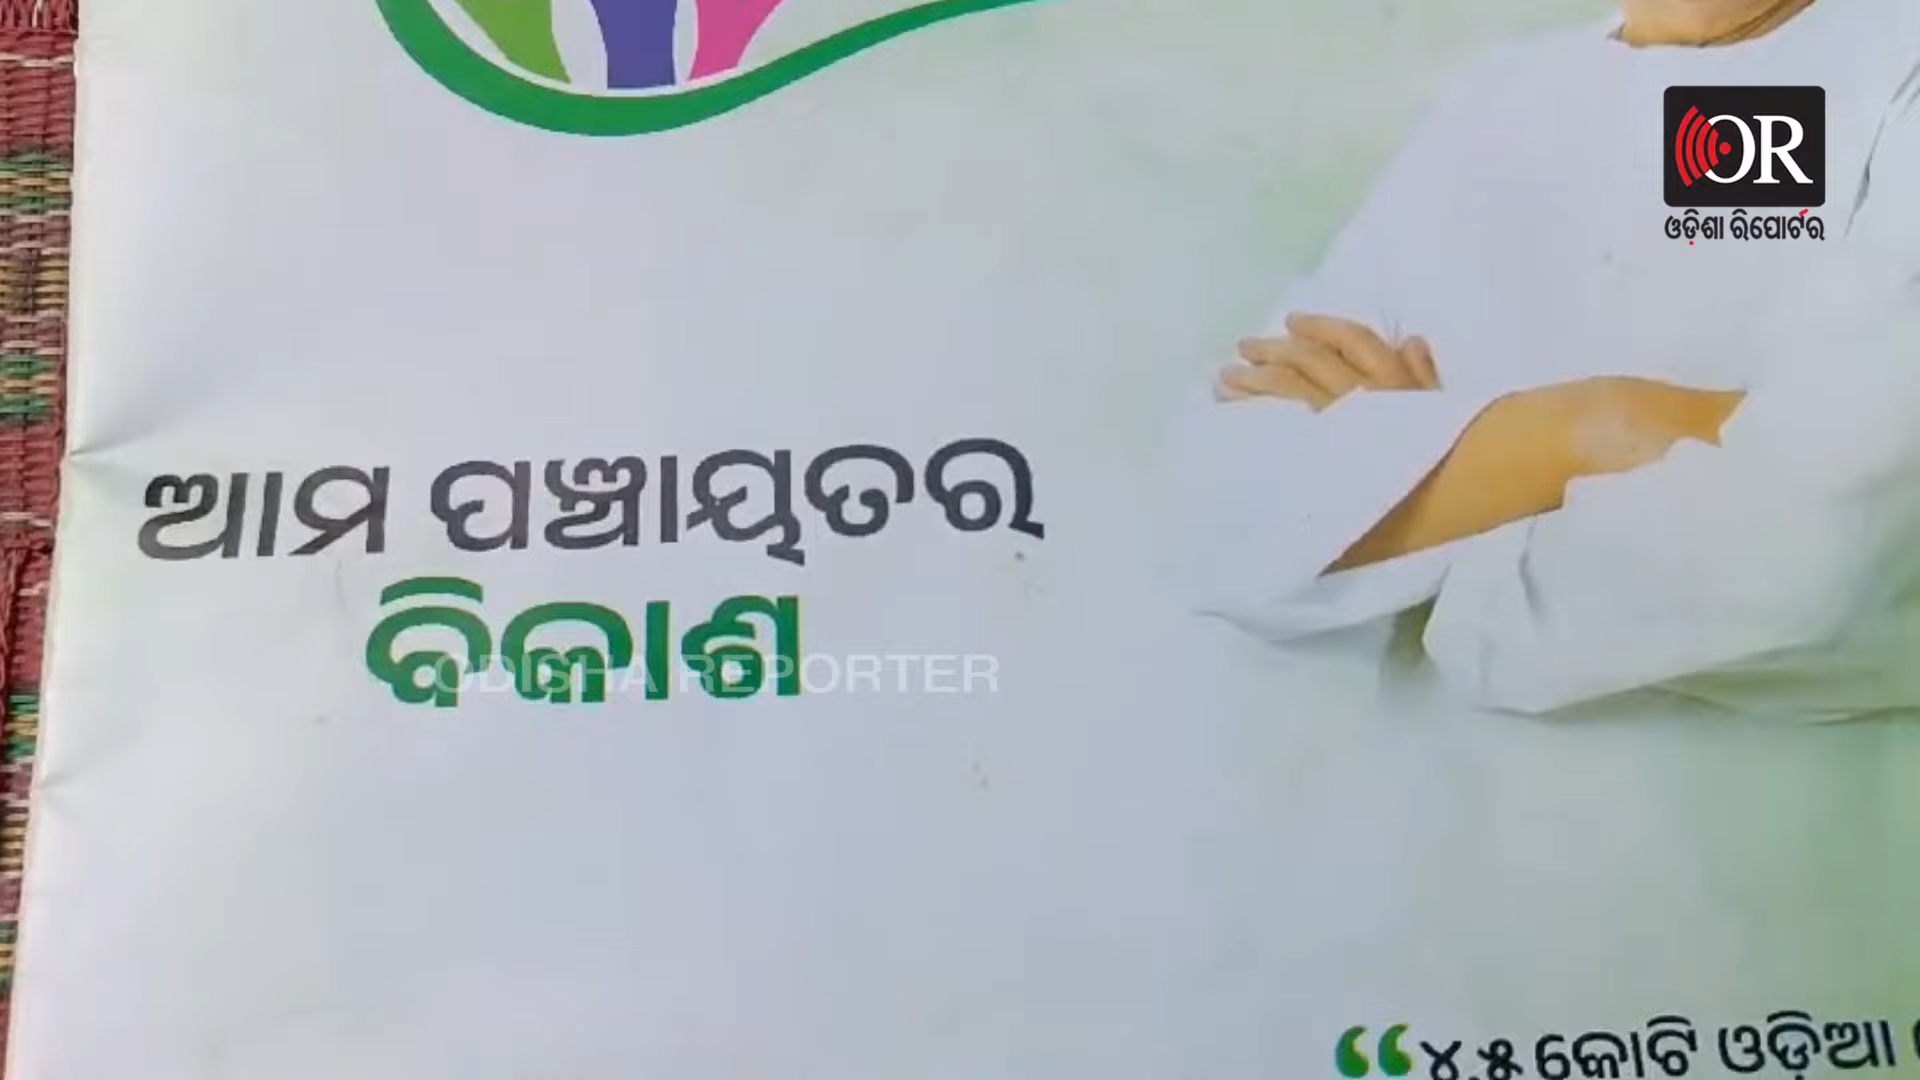 OR
ଓଡ଼ିଶା ରିପୋର୍ଟର
ଆମ ପଞ୍ଚାୟତର
ବିକାଶ
ODISHA REPORTER
“୪.୫ କୋଟି ଓଡ଼ିଆ